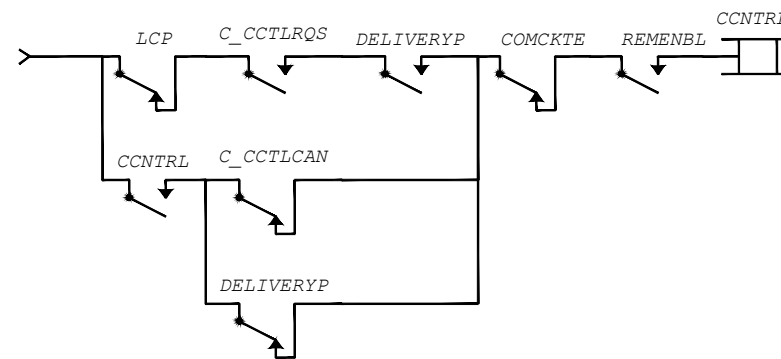 CCNTRL
LCP C_CCTLRQS DELIVERYP COMCKTE REMENBL
CCNTRL C_CCTLCAN
DELIVERYP